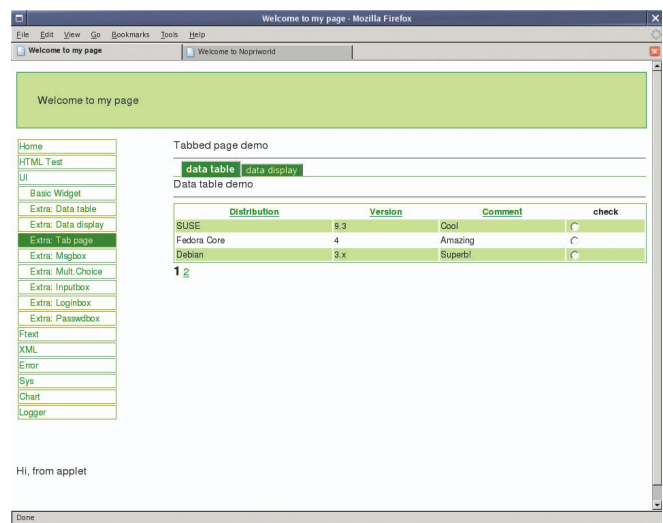 Welcome to my page - Mozilla Firefox
File Edit View Go Bookmarks Tools Help
Welcome to my page
Welcome to Nopriworld
Welcome to my page
Home
HTML Test
UI
Basic Widget
Extra: Data table
Extra: Data display
Extra: Tab page
Extra: Msgbox
Extra: Mult.Choice
Extra: Inputbox
Extra: Loginbox
Extra: Passwdbox
Ftext
XML
Error
Sys
Chart
Logger
Tabbed page demo
data table data display
Data table demo
Distribution Version Comment check
SUSE 9.3 Cool
Fedora Core 4 Amazing
Debian 3.x Superb!
1 2
Hi, from applet
Done